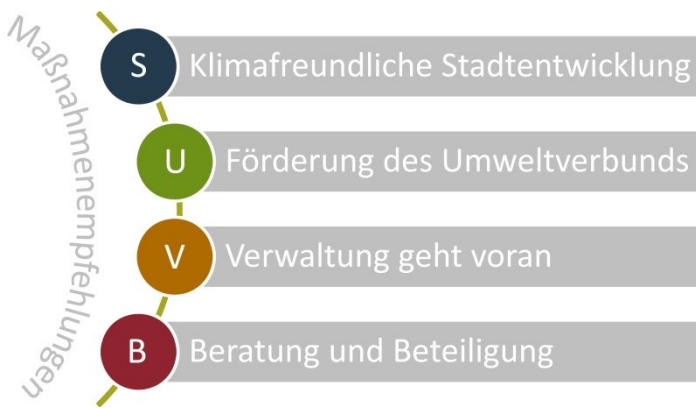 Maßnahmenempfehlungen
S Klimafreundliche Stadtentwicklung
U Förderung des Umweltverbunds
V Verwaltung geht voran
B Beratung und Beteiligung